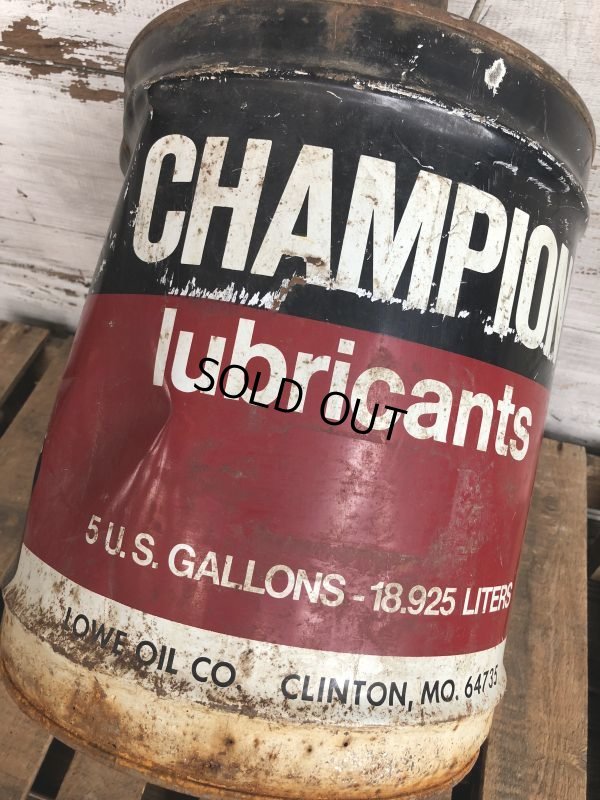 CHAMPION
lubricants
SOLD OUT
5 U.S. GALLONS - 18.925 LITERS
LOWE OIL CO. CLINTON, MO. 64735